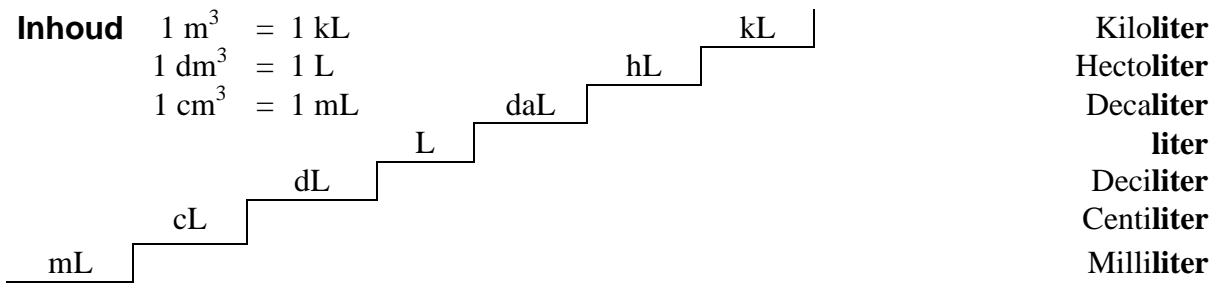 Inhoud 1 m³ = 1 kL kL Kiloliter
1 dm³ = 1 L hL Hectoliter
1 cm³ = 1 mL daL Decaliter
L liter
dL Deciliter
cL Centiliter
mL Milliliter